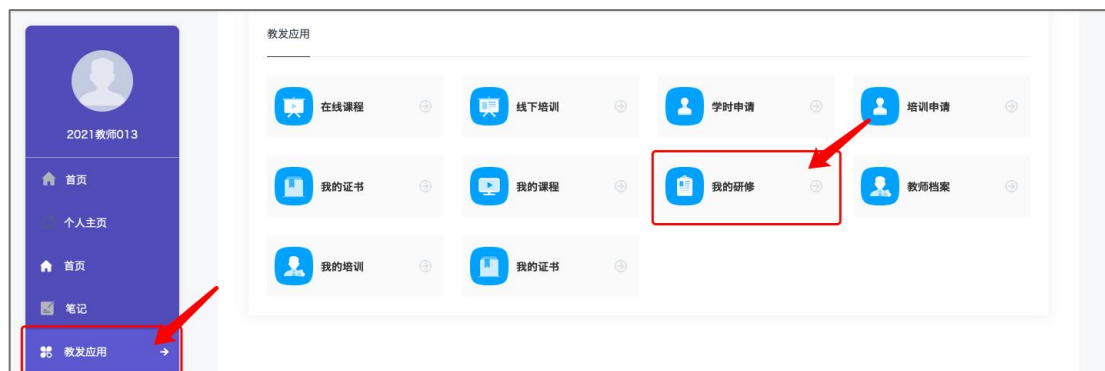 2021教师013
首页
个人主页
首页
笔记
教发应用
教发应用
在线课程
线下培训
学时申请
培训申请
我的证书
我的课程
我的研修
教师档案
我的培训
我的证书